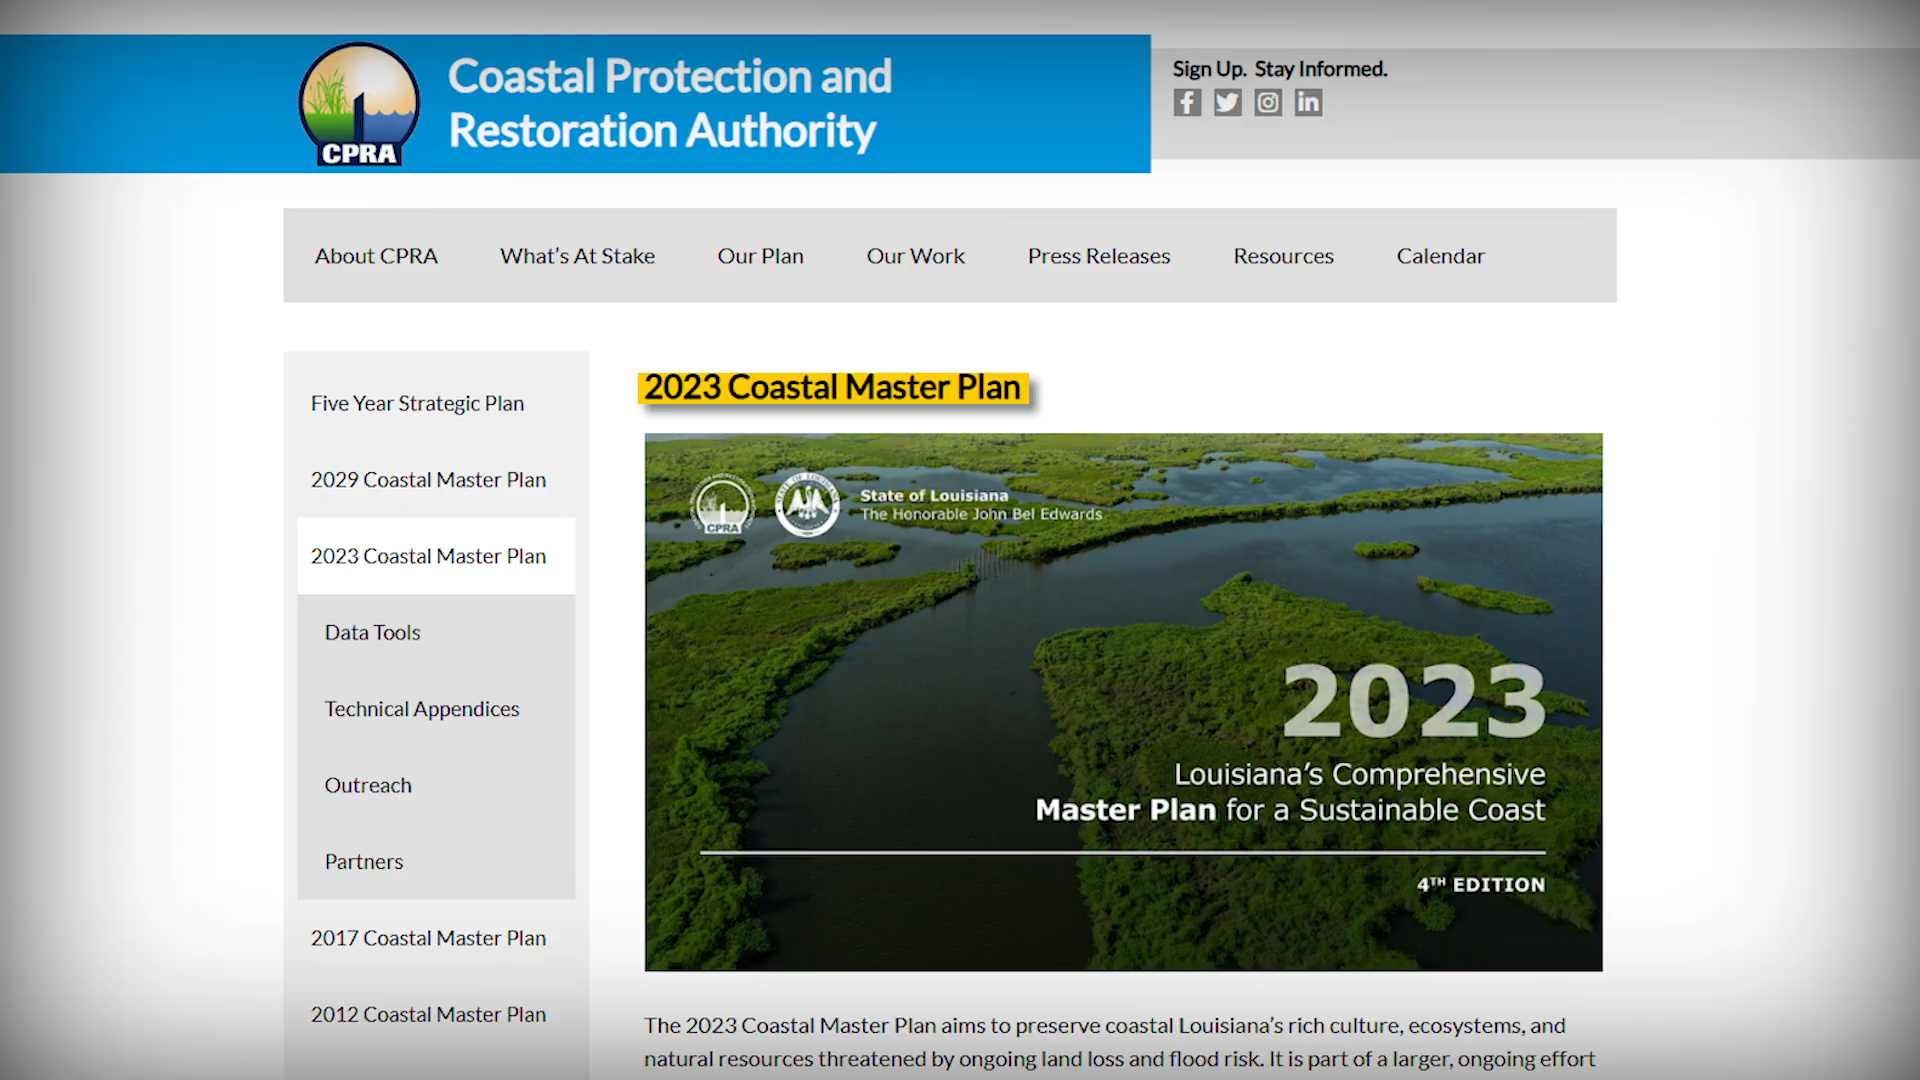 Coastal Protection and
Restoration Authority
CPRA
Sign Up. Stay Informed.
About CPRA
What's At Stake
Our Plan
Our Work
Press Releases
Resources
Calendar
Five Year Strategic Plan
2029 Coastal Master Plan
2023 Coastal Master Plan
Data Tools
Technical Appendices
Outreach
Partners
2017 Coastal Master Plan
2012 Coastal Master Plan
2023 Coastal Master Plan
CPRA
State of Louisiana
The Honorable John Bel Edwards
2023
Louisiana's Comprehensive
Master Plan for a Sustainable Coast
4TH EDITION
The 2023 Coastal Master Plan aims to preserve coastal Louisiana's rich culture, ecosystems, and
natural resources threatened by ongoing land loss and flood risk. It is part of a larger, ongoing effort